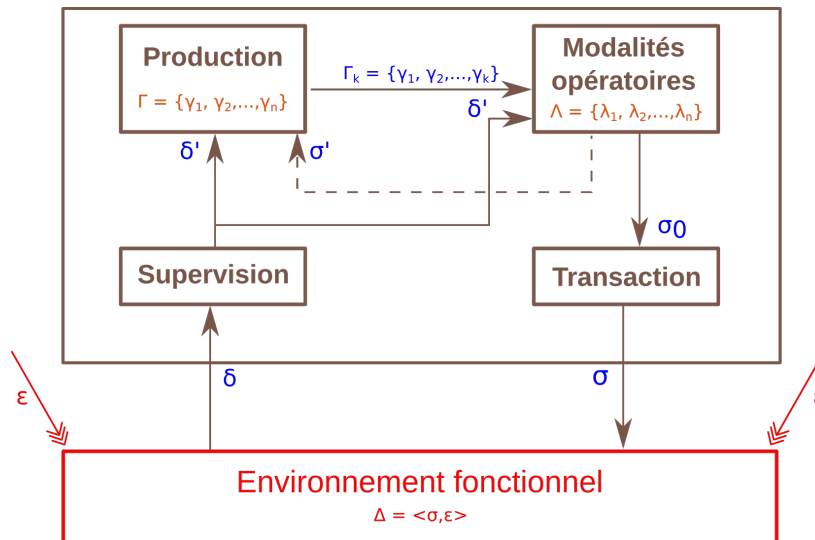 Production
Γ = {γ₁, γ₂,...,γₙ}
Γₖ = {γ₁, γ₂,...,γₖ}
Modalités
opératoires
Λ = {λ₁, λ₂,...,λₙ}
δ'
δ'
σ'
σ0
Supervision
Transaction
δ
σ
ε
Environnement fonctionnel
Δ = <σ,ε>